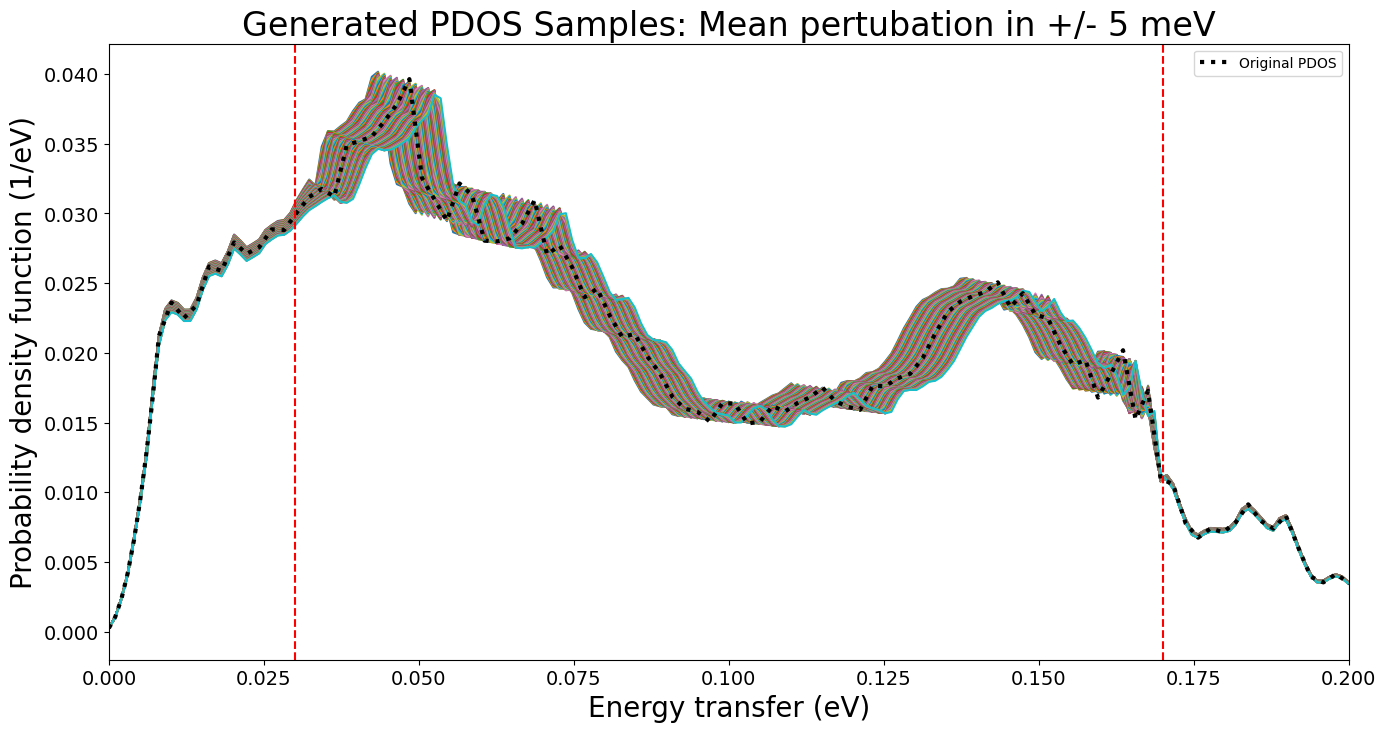 Generated PDOS Samples: Mean pertubation in +/- 5 meV
Original PDOS
Probability density function (1/eV)
0.040
0.035
0.030
0.025
0.020
0.015
0.010
0.005
0.000
0.000 0.025 0.050 0.075 0.100 0.125 0.150 0.175 0.200
Energy transfer (eV)